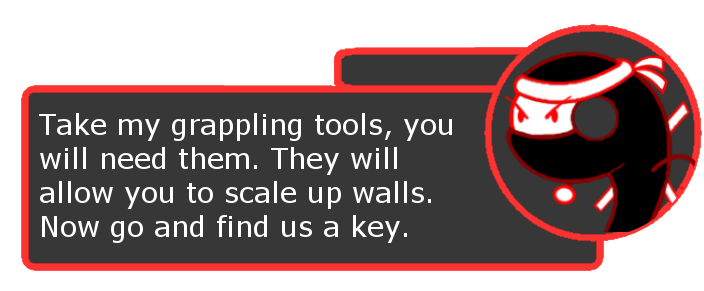 Take my grappling tools, you
will need them. They will
allow you to scale up walls.
Now go and find us a key.